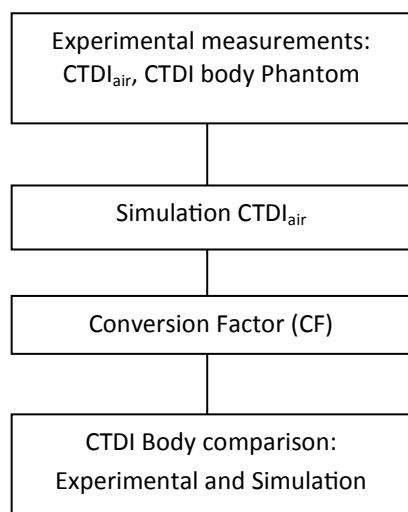 Experimental measurements:
CTDIair, CTDI body Phantom
Simulation CTDIair
Conversion Factor (CF)
CTDI Body comparison:
Experimental and Simulation